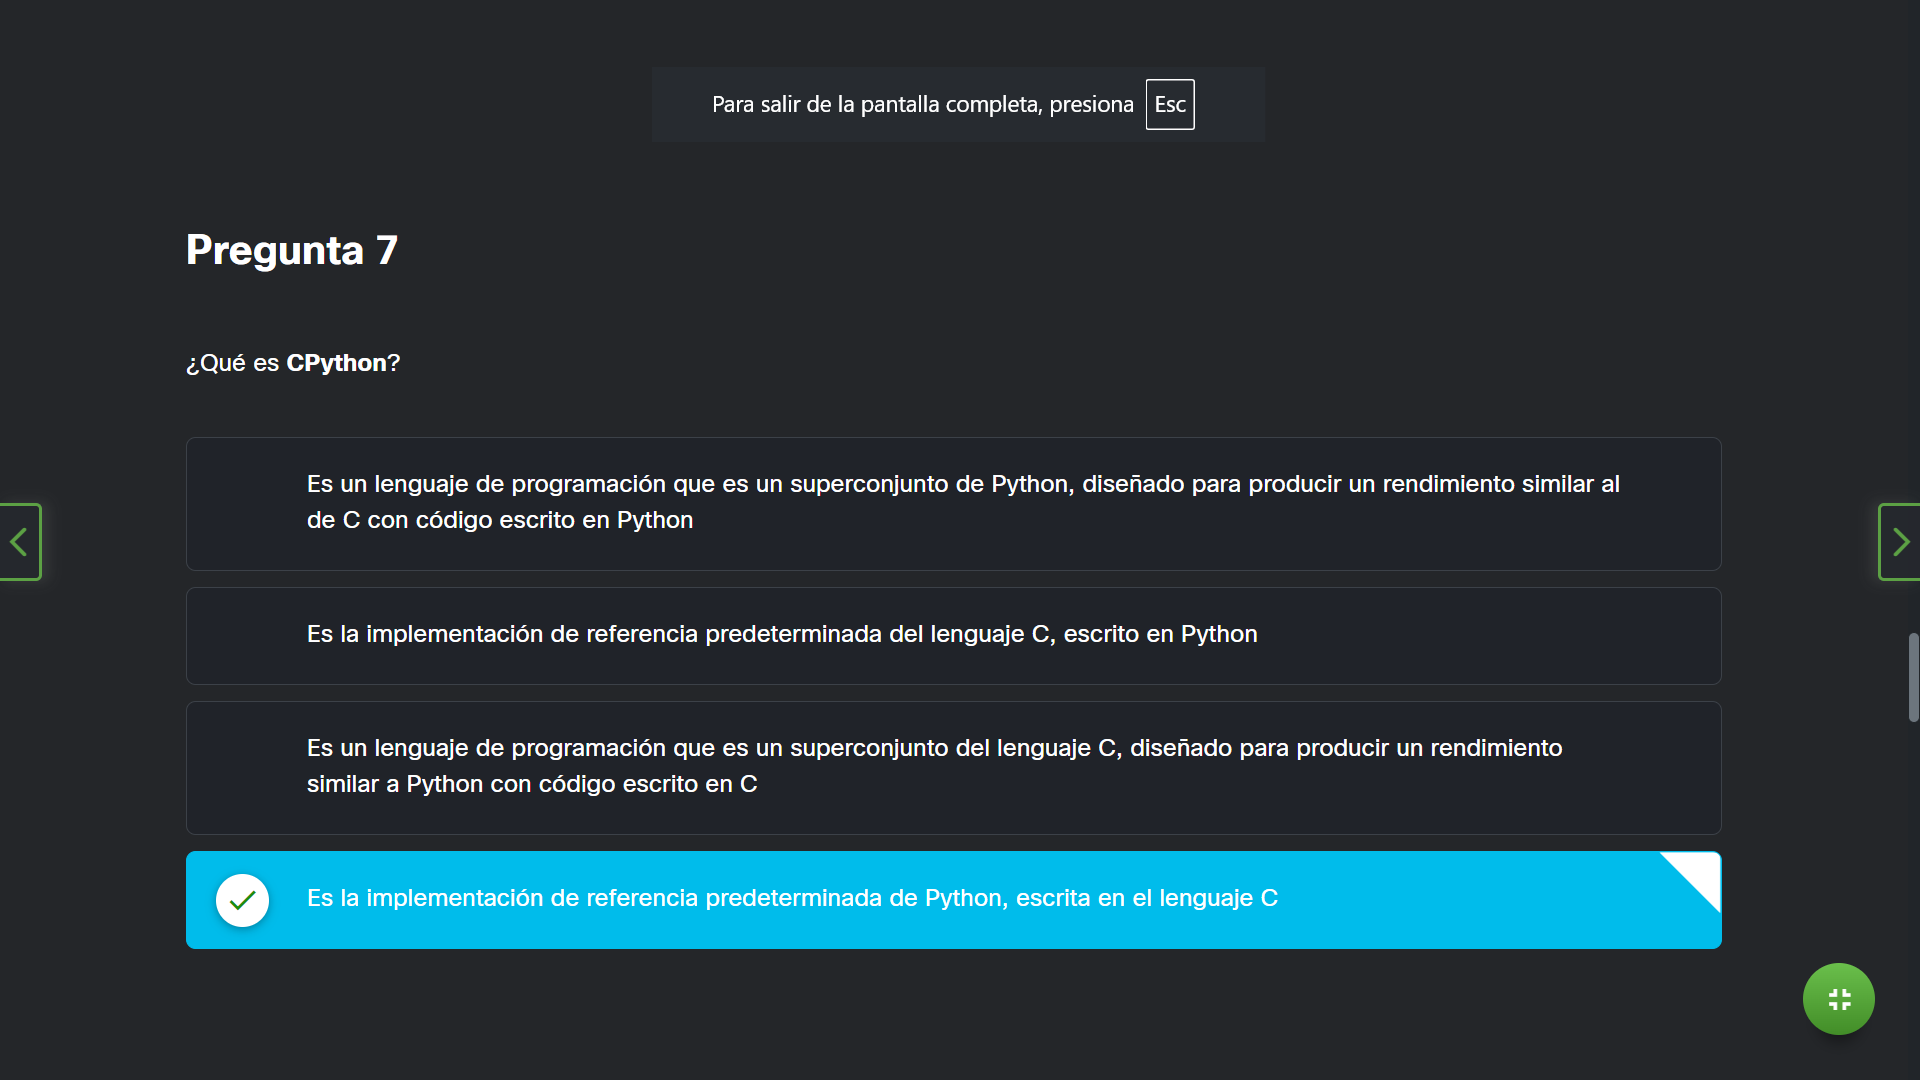 Para salir de la pantalla completa, presiona Esc
Pregunta 7
¿Qué es CPython?
Es un lenguaje de programación que es un superconjunto de Python, diseñado para producir un rendimiento similar al
de C con código escrito en Python
Es la implementación de referencia predeterminada del lenguaje C, escrito en Python
Es un lenguaje de programación que es un superconjunto del lenguaje C, diseñado para producir un rendimiento
similar a Python con código escrito en C
Es la implementación de referencia predeterminada de Python, escrita en el lenguaje C